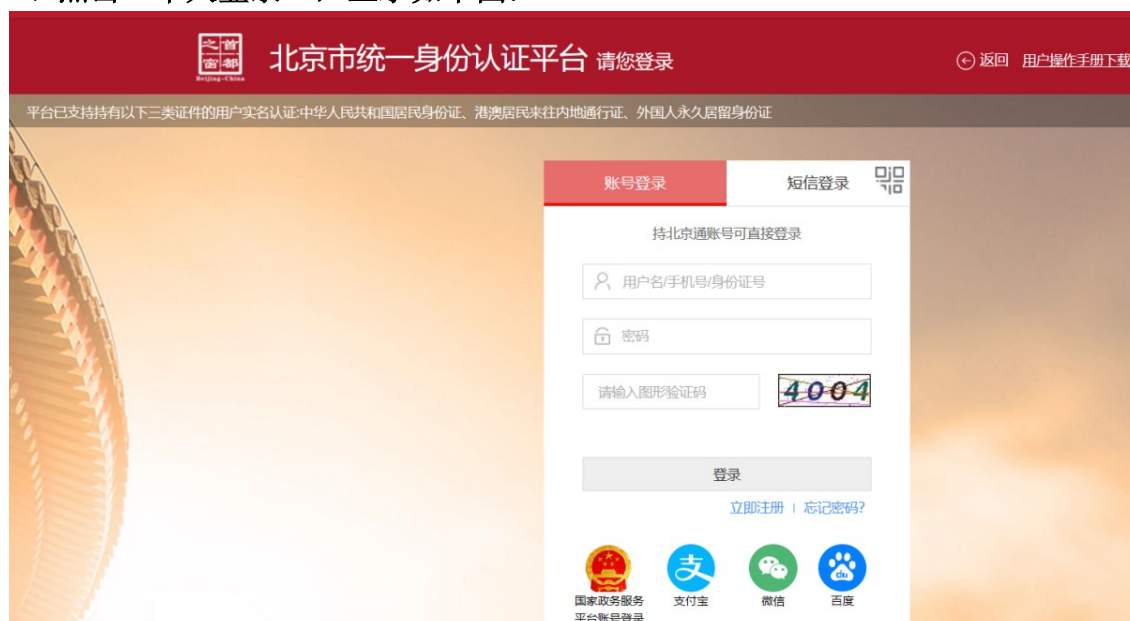 之首
窗都
Beijing-China
北京市统一身份认证平台 请您登录
返回 用户操作手册下载
平台已支持持有以下三类证件的用户实名认证:中华人民共和国居民身份证、港澳居民来往内地通行证、外国人永久居留身份证
账号登录 短信登录
持北京通账号可直接登录
用户名/手机号/身份证号
密码
请输入图形验证码 4004
登录
立即注册 | 忘记密码?
国家政务服务 支付宝 微信 百度
平台账号登录